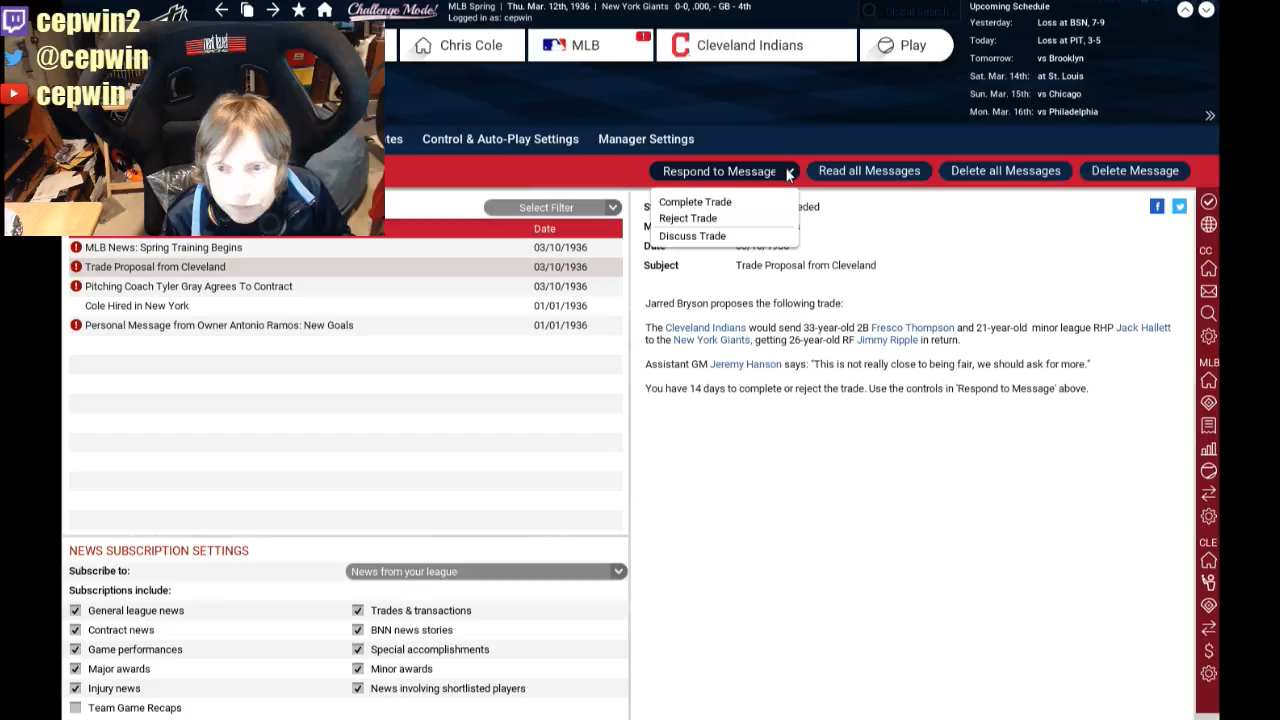 cepwin2
@cepwin
cepwin
Challenge Mode!
MLB Spring | Thu. Mar. 12th, 1936 | New York Giants 0-0, .000, - GB - 4th
Logged in as: cepwin
Global Search...
Upcoming Schedule
Yesterday: Loss at BSN, 7-9
Today: Loss at PIT, 3-5
Tomorrow: vs Brooklyn
Sat. Mar. 14th: at St. Louis
Sun. Mar. 15th: vs Chicago
Mon. Mar. 16th: vs Philadelphia
Chris Cole
MLB
Cleveland Indians
Play
tes
Control & Auto-Play Settings
Manager Settings
Respond to Message
Read all Messages
Delete all Messages
Delete Message
Complete Trade
Reject Trade
Discuss Trade
Select Filter
Date
MLB News: Spring Training Begins 03/10/1936
Trade Proposal from Cleveland 03/10/1936
Pitching Coach Tyler Gray Agrees To Contract 03/10/1936
Cole Hired in New York 01/01/1936
Personal Message from Owner Antonio Ramos: New Goals 01/01/1936
Subject Trade Proposal from Cleveland
Jarred Bryson proposes the following trade:
The Cleveland Indians would send 33-year-old 2B Fresco Thompson and 21-year-old minor league RHP Jack Hallett
to the New York Giants, getting 26-year-old RF Jimmy Ripple in return.
Assistant GM Jeremy Hanson says: "This is not really close to being fair, we should ask for more."
You have 14 days to complete or reject the trade. Use the controls in 'Respond to Message' above.
NEWS SUBSCRIPTION SETTINGS
Subscribe to: News from your league
Subscriptions include:
General league news Trades & transactions
Contract news BNN news stories
Game performances Special accomplishments
Major awards Minor awards
Injury news News involving shortlisted players
Team Game Recaps
CC
MLB
CLE